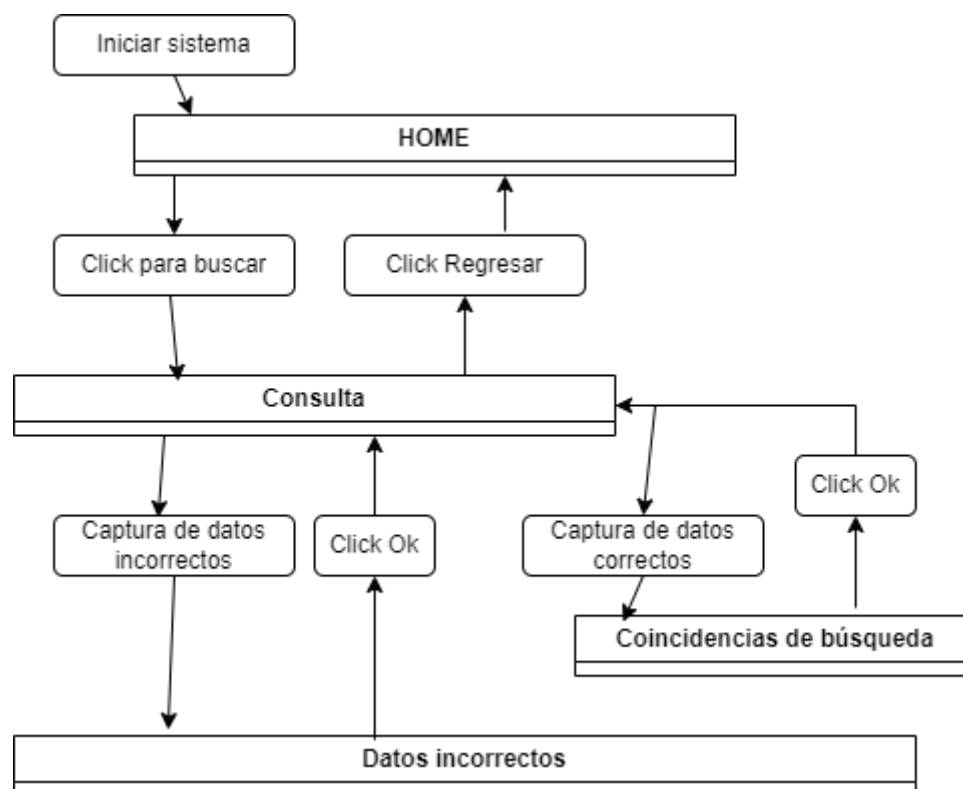 Iniciar sistema
HOME
Click para buscar
Click Regresar
Consulta
Click Ok
Captura de datos
incorrectos
Click Ok
Captura de datos
correctos
Coincidencias de búsqueda
Datos incorrectos